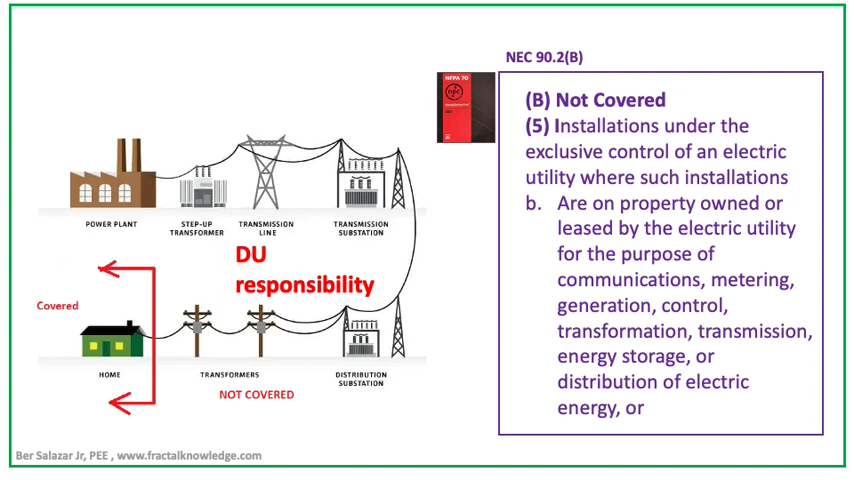 NEC 90.2(B)
NFPA 70
(B) Not Covered
(5) Installations under the
exclusive control of an electric
utility where such installations
b. Are on property owned or
leased by the electric utility
for the purpose of
communications, metering,
generation, control,
transformation, transmission,
energy storage, or
distribution of electric
energy, or
POWER PLANT
STEP-UP
TRANSFORMER
TRANSMISSION
LINE
TRANSMISSION
SUBSTATION
DU
responsibility
Covered
HOME
TRANSFORMERS
DISTRIBUTION
SUBSTATION
NOT COVERED
Ber Salazar Jr, PEE , www.fractalknowledge.com